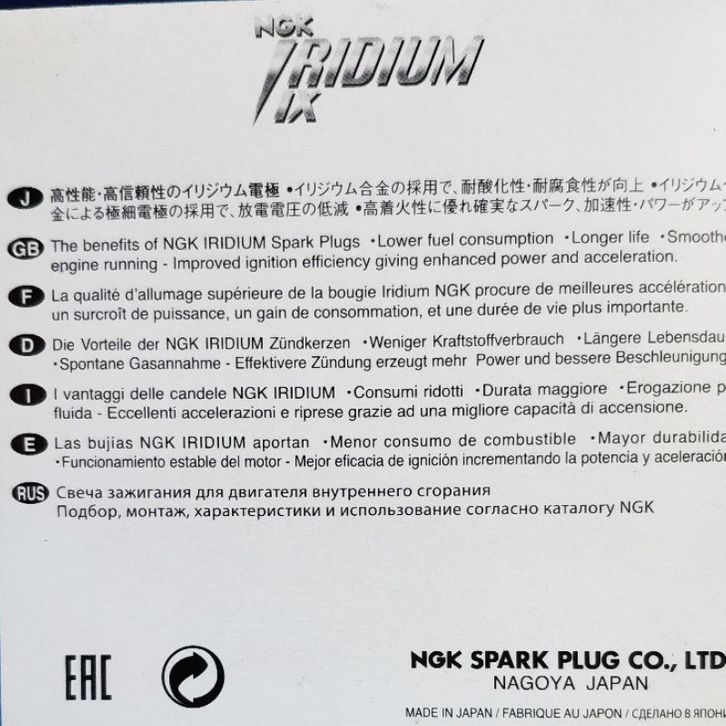 NGK
IRIDIUM
IX
J 高性能・高信頼性のイリジウム電極 •イリジウム合金の採用で、耐酸化性・耐腐食性が向上 •イリジウム
金による極細電極の採用で、放電電圧の低減 •高着火性に優れ確実なスパーク、加速性・パワーがアップ
GB The benefits of NGK IRIDIUM Spark Plugs •Lower fuel consumption •Longer life •Smoothe
engine running - Improved ignition efficiency giving enhanced power and acceleration.
F La qualité d'allumage supérieure de la bougie Iridium NGK procure de meilleures accélération
un surcroît de puissance, un gain de consommation, et une durée de vie plus importante.
D Die Vorteile der NGK IRIDIUM Zündkerzen •Weniger Kraftstoffverbrauch •Längere Lebensdau
•Spontane Gasannahme - Effektivere Zündung erzeugt mehr Power und bessere Beschleunigung
I I vantaggi delle candele NGK IRIDIUM •Consumi ridotti •Durata maggiore •Erogazione p
fluida - Eccellenti accelerazioni e riprese grazie ad una migliore capacità di accensione.
E Las bujias NGK IRIDIUM aportan •Menor consumo de combustible •Mayor durabilida
•Funcionamiento estable del motor - Mejor eficacia de ignición incrementando la potencia y aceleración
RUS Свеча зажигания для двигателя внутреннего сгорания
Подбор, монтаж, характеристики и использование согласно каталогу NGK
EAC
NGK SPARK PLUG CO., LTD
NAGOYA JAPAN
MADE IN JAPAN / FABRIQUE AU JAPON / СДЕЛАНО В ЯПОНИ